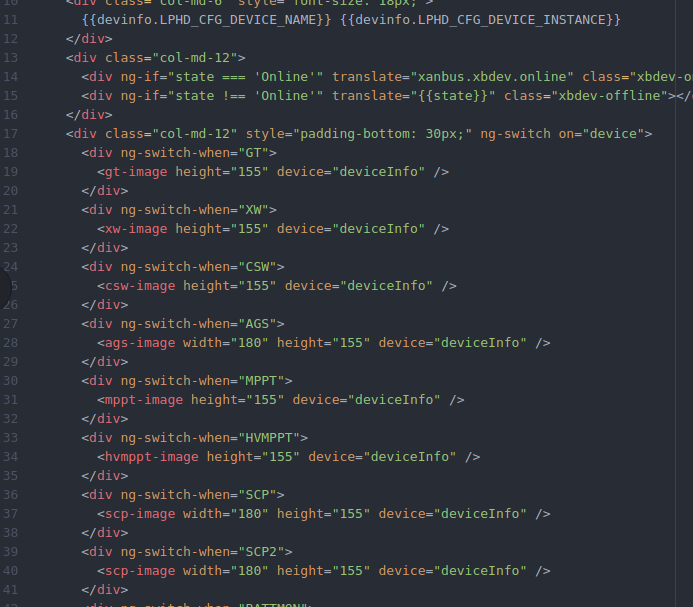 10 <div class="col-md-6" style="font-size: 18px;">
11 {{devinfo.LPHD_CFG_DEVICE_NAME}} {{devinfo.LPHD_CFG_DEVICE_INSTANCE}}
12 </div>
13 <div class="col-md-12">
14 <div ng-if="state === 'Online'" translate="xanbus.xbdev.online" class="xbdev-o
15 <div ng-if="state !== 'Online'" translate="{{state}}" class="xbdev-offline"></
16 </div>
17 <div class="col-md-12" style="padding-bottom: 30px;" ng-switch on="device">
18 <div ng-switch-when="GT">
19 <gt-image height="155" device="deviceInfo" />
20 </div>
21 <div ng-switch-when="XW">
22 <xw-image height="155" device="deviceInfo" />
23 </div>
24 <div ng-switch-when="CSW">
5 <csw-image height="155" device="deviceInfo" />
26 </div>
27 <div ng-switch-when="AGS">
28 <ags-image width="180" height="155" device="deviceInfo" />
29 </div>
30 <div ng-switch-when="MPPT">
31 <mppt-image height="155" device="deviceInfo" />
32 </div>
33 <div ng-switch-when="HVMPPT">
34 <hvmppt-image height="155" device="deviceInfo" />
35 </div>
36 <div ng-switch-when="SCP">
37 <scp-image width="180" height="155" device="deviceInfo" />
38 </div>
39 <div ng-switch-when="SCP2">
40 <scp-image width="180" height="155" device="deviceInfo" />
41 </div>
42 <div ng-switch-when="BATTMON">